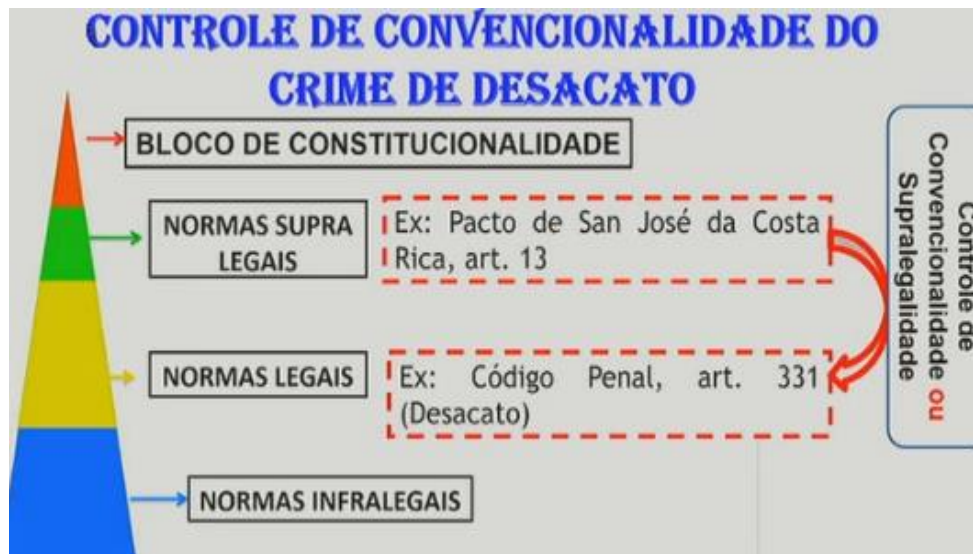 CONTROLE DE CONVENCIONALIDADE DO
CRIME DE DESACATO
BLOCO DE CONSTITUCIONALIDADE
NORMAS SUPRA
LEGAIS
Ex: Pacto de San José da Costa
Rica, art. 13
NORMAS LEGAIS
Ex: Código Penal, art. 331
(Desacato)
NORMAS INFRALEGAIS
Controle de
Convencionalidade ou
Supralegalidade